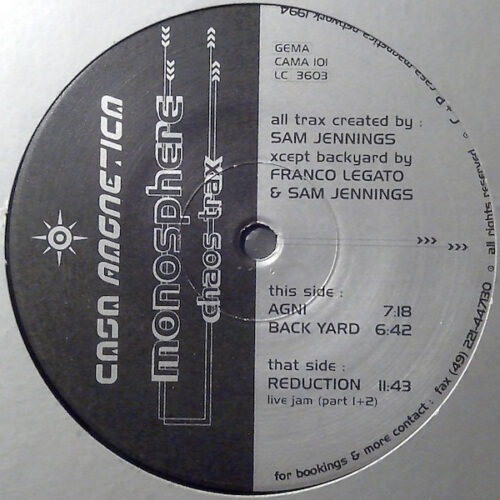 CASA MAGNETICA
monosphere
chaos traxx
GEMA
CAMA 101
LC 3603
all trax created by :
SAM JENNINGS
xcept backyard by
FRANCO LEGATO
& SAM JENNINGS
this side :
AGNI 7:18
BACK YARD 6:42
that side :
REDUCTION 11:43
live jam (part 1+2)
casa magnetica network 1994
all rights reserved
for bookings & more contact : fax (49) 221-447130